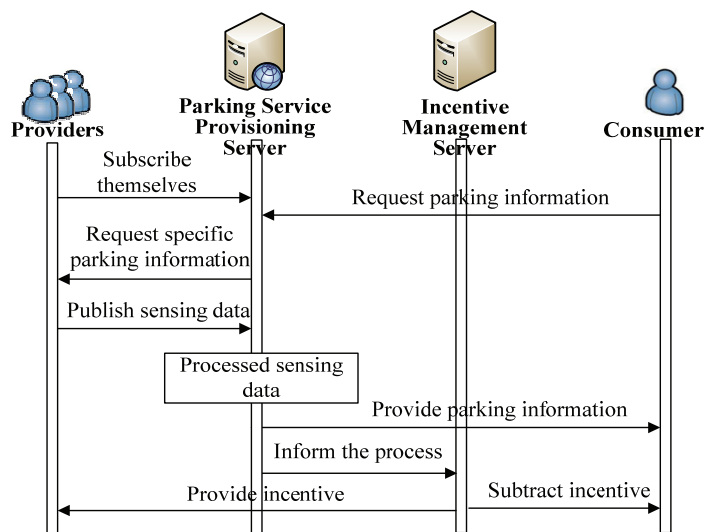 Providers
Parking Service
Provisioning
Server
Incentive
Management
Server
Consumer
Subscribe
themselves
Request parking information
Request specific
parking information
Publish sensing data
Processed sensing
data
Provide parking information
Inform the process
Provide incentive
Subtract incentive